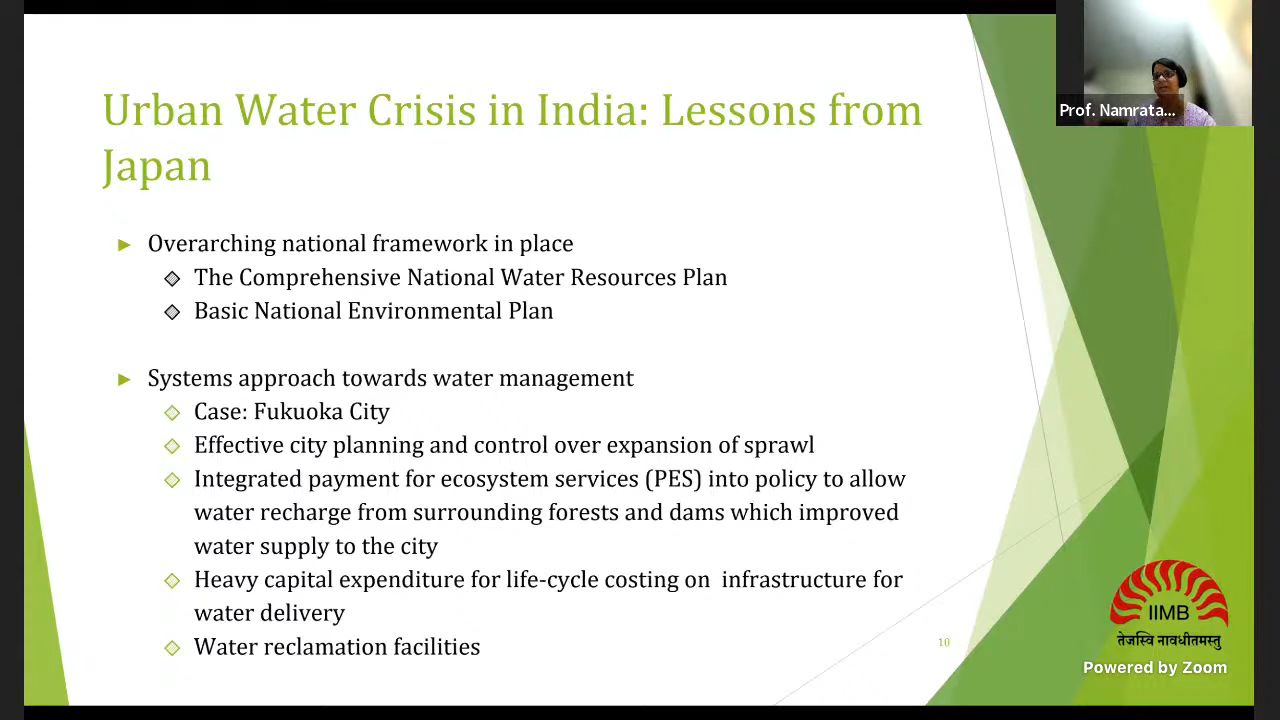 Prof. Namrata...
Urban Water Crisis in India: Lessons from
Japan
Overarching national framework in place
The Comprehensive National Water Resources Plan
Basic National Environmental Plan
Systems approach towards water management
Case: Fukuoka City
Effective city planning and control over expansion of sprawl
Integrated payment for ecosystem services (PES) into policy to allow
water recharge from surrounding forests and dams which improved
water supply to the city
Heavy capital expenditure for life-cycle costing on  infrastructure for
water delivery
Water reclamation facilities
10
IIMB
तेजस्वि नावधीतमस्तु
Powered by Zoom